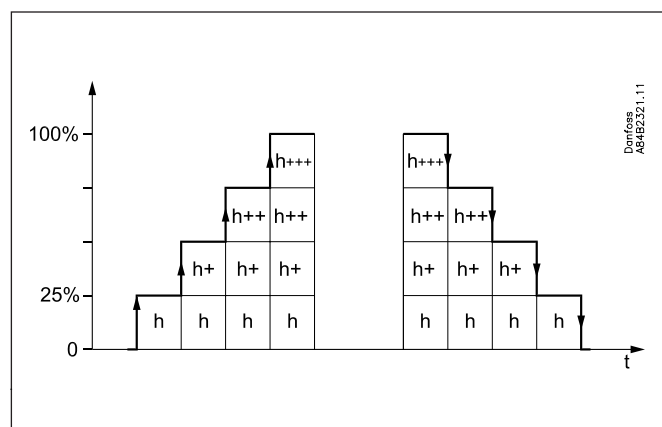 Danfoss
A84B2321.11
100%
h+++ h+++
h++ h++ h++ h++
h+ h+ h+ h+ h+ h+
25%
h h h h h h h h
0
t